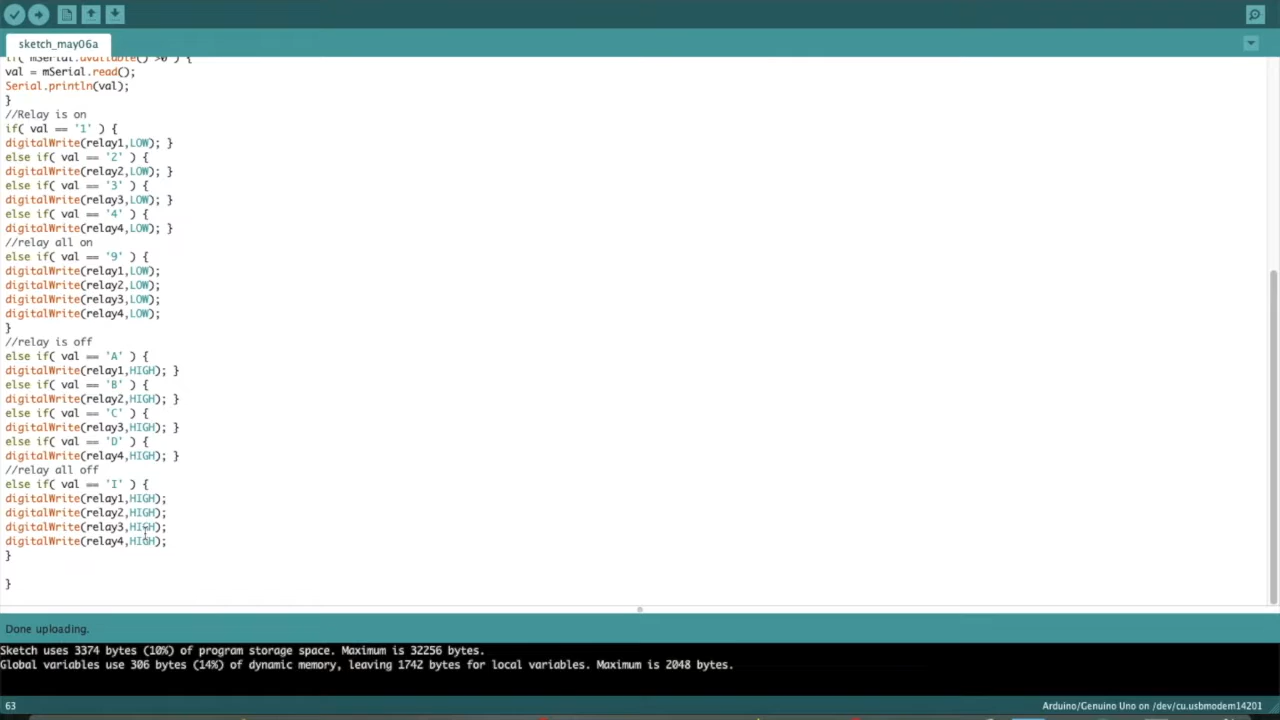 sketch_may06a
if( mSerial.available() >0 ) {
val = mSerial.read();
Serial.println(val);
}
//Relay is on
if( val == '1' ) {
digitalWrite(relay1,LOW); }
else if( val == '2' ) {
digitalWrite(relay2,LOW); }
else if( val == '3' ) {
digitalWrite(relay3,LOW); }
else if( val == '4' ) {
digitalWrite(relay4,LOW); }
//relay all on
else if( val == '9' ) {
digitalWrite(relay1,LOW);
digitalWrite(relay2,LOW);
digitalWrite(relay3,LOW);
digitalWrite(relay4,LOW);
}
//relay is off
else if( val == 'A' ) {
digitalWrite(relay1,HIGH); }
else if( val == 'B' ) {
digitalWrite(relay2,HIGH); }
else if( val == 'C' ) {
digitalWrite(relay3,HIGH); }
else if( val == 'D' ) {
digitalWrite(relay4,HIGH); }
//relay all off
else if( val == 'I' ) {
digitalWrite(relay1,HIGH);
digitalWrite(relay2,HIGH);
digitalWrite(relay3,HIGH);
digitalWrite(relay4,HIGH);
}
}
Done uploading.
Sketch uses 3374 bytes (10%) of program storage space. Maximum is 32256 bytes.
Global variables use 306 bytes (14%) of dynamic memory, leaving 1742 bytes for local variables. Maximum is 2048 bytes.
63
Arduino/Genuino Uno on /dev/cu.usbmodem14201